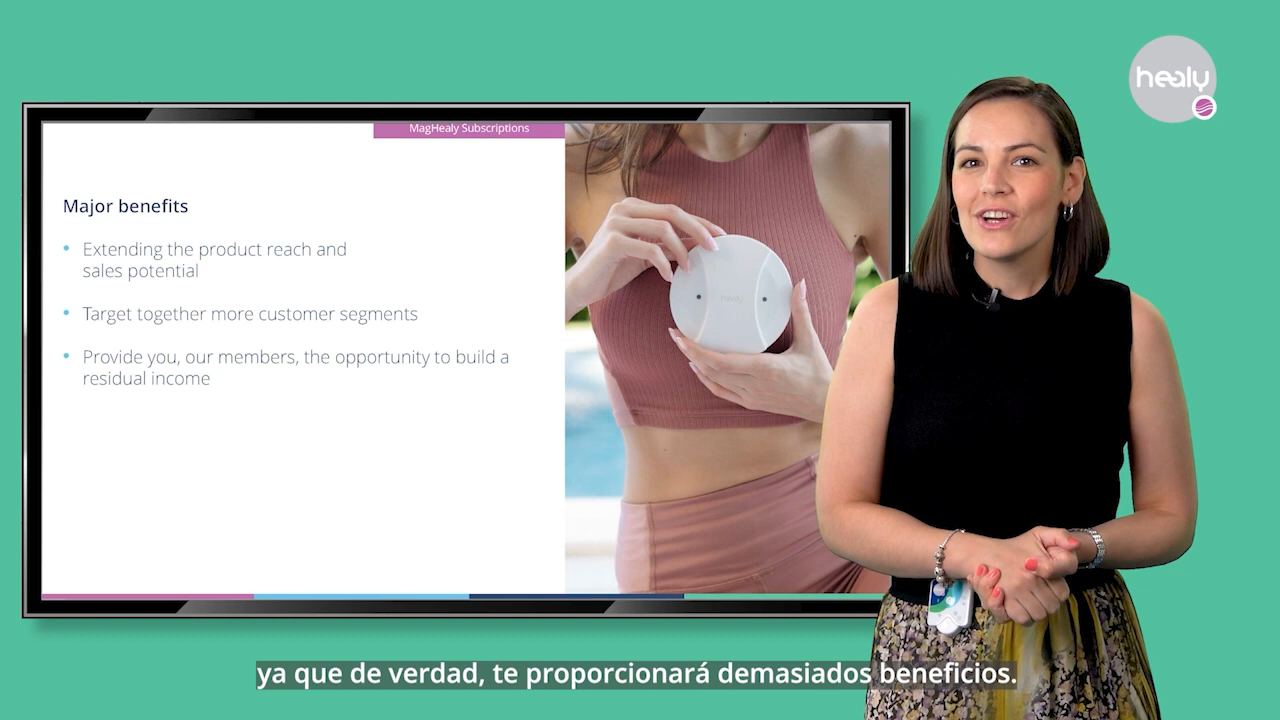 healy
MagHealy Subscriptions
Major benefits
• Extending the product reach and
sales potential
• Target together more customer segments
• Provide you, our members, the opportunity to build a
residual income
healy
ya que de verdad, te proporcionará demasiados beneficios.